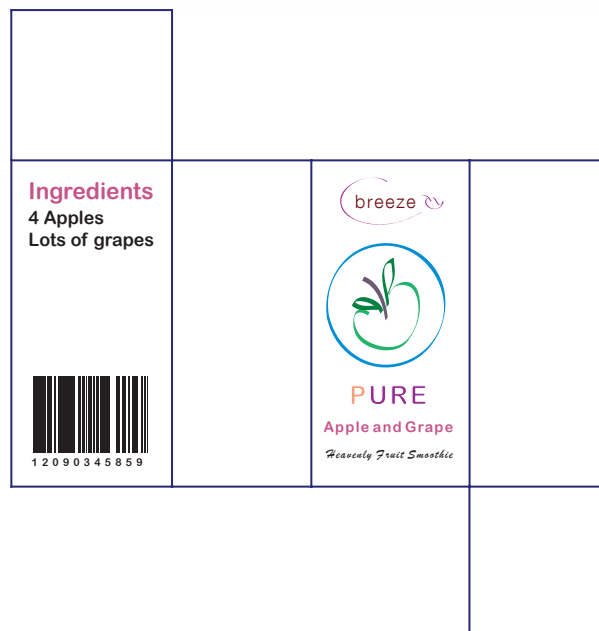 Ingredients
4 Apples
Lots of grapes
12090345859
breeze
PURE
Apple and Grape
Heavenly Fruit Smoothie